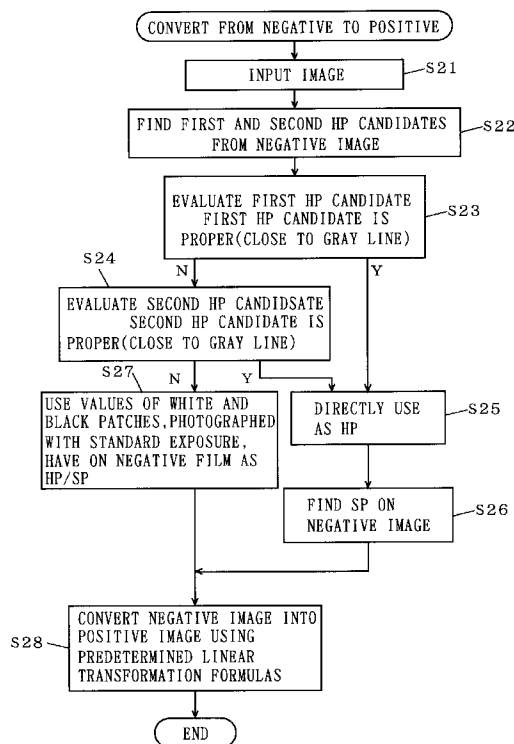 CONVERT FROM NEGATIVE TO POSITIVE
INPUT IMAGE
S21
FIND FIRST AND SECOND HP CANDIDATES
FROM NEGATIVE IMAGE
S22
EVALUATE FIRST HP CANDIDATE
FIRST HP CANDIDATE IS
PROPER(CLOSE TO GRAY LINE)
S23
N
Y
S24
EVALUATE SECOND HP CANDIDSATE
SECOND HP CANDIDATE IS
PROPER(CLOSE TO GRAY LINE)
S27
N
Y
USE VALUES OF WHITE AND
BLACK PATCHES,PHOTOGRAPHED
WITH STANDARD EXPOSURE,
HAVE ON NEGATIVE FILM AS
HP/SP
DIRECTLY USE
AS HP
S25
FIND SP ON
NEGATIVE IMAGE
S26
CONVERT NEGATIVE IMAGE INTO
POSITIVE IMAGE USING
PREDETERMINED LINEAR
TRANSFORMATION FORMULAS
S28
END